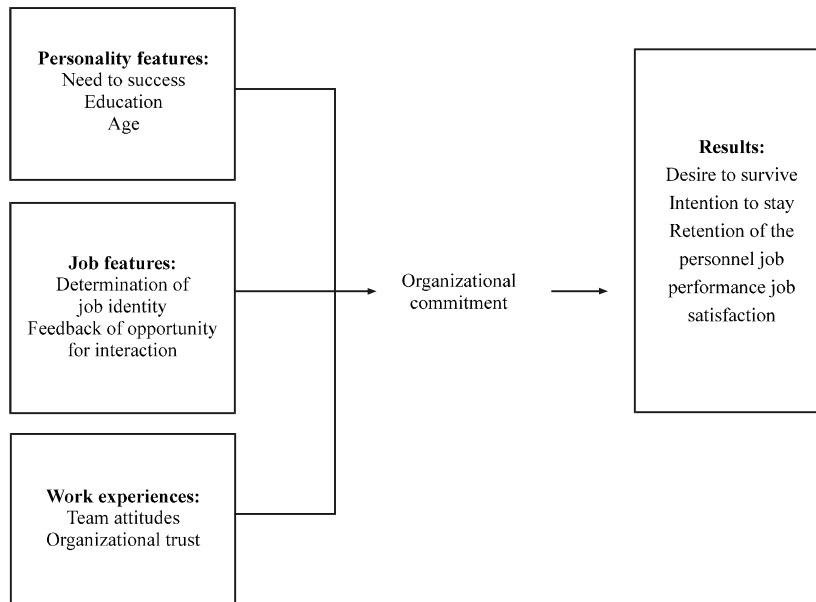 Personality features:
Need to success
Education
Age
Job features:
Determination of
job identity
Feedback of opportunity
for interaction
Work experiences:
Team attitudes
Organizational trust
Organizational
commitment
Results:
Desire to survive
Intention to stay
Retention of the
personnel job
performance job
satisfaction